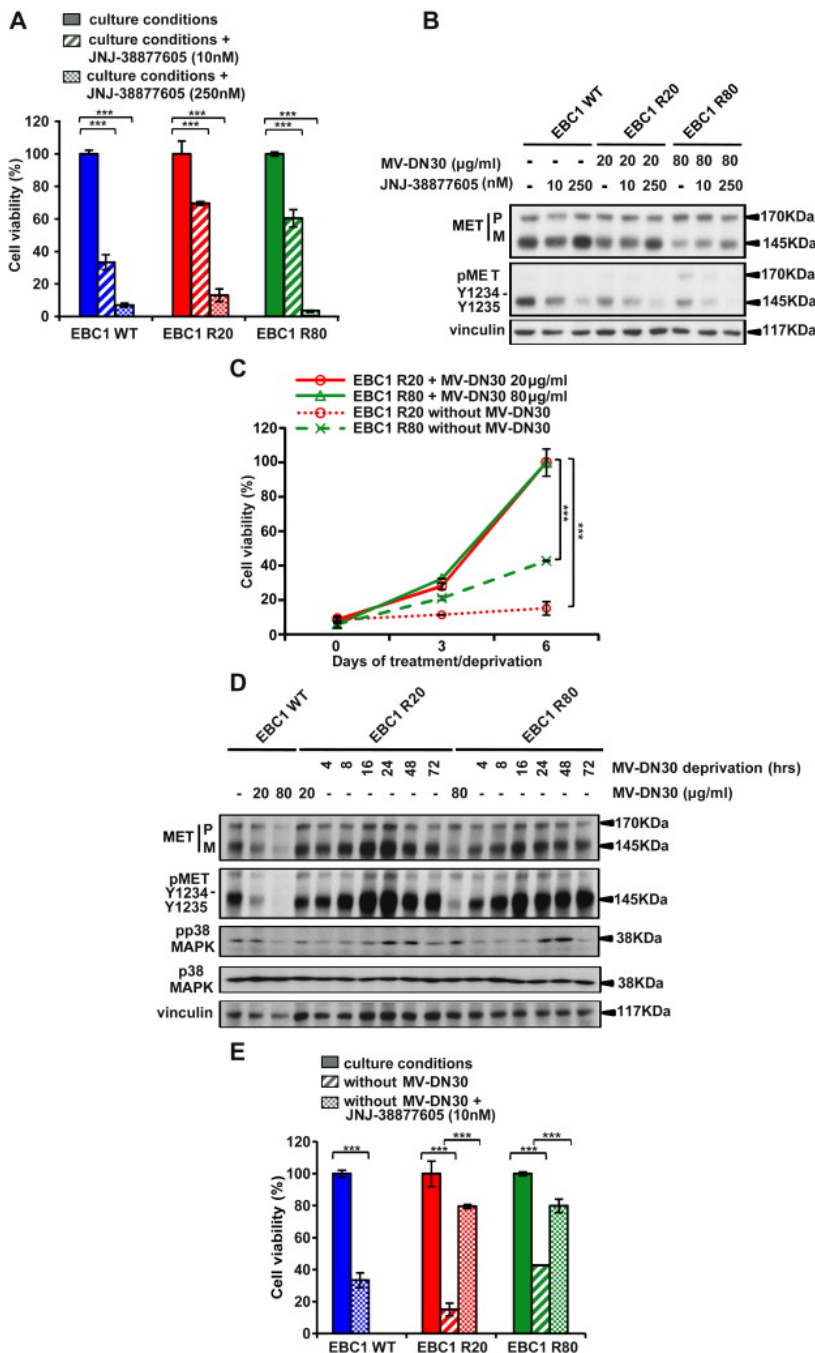 A
culture conditions
culture conditions +
JNJ-38877605 (10nM)
culture conditions +
JNJ-38877605 (250nM)
*** *** ***
*** *** ***
120
100
80
60
40
20
0
Cell viability (%)
EBC1 WT EBC1 R20 EBC1 R80
B
EBC1 WT EBC1 R20 EBC1 R80
MV-DN30 (µg/ml) - - - 20 20 20 80 80 80
JNJ-38877605 (nM) - 10 250 - 10 250 - 10 250
MET P 170KDa
M 145KDa
pMET 170KDa
Y1234-
Y1235 145KDa
vinculin 117KDa
C
EBC1 R20 + MV-DN30 20µg/ml
EBC1 R80 + MV-DN30 80µg/ml
EBC1 R20 without MV-DN30
EBC1 R80 without MV-DN30
120
100
80
60
40
20
0
Cell viability (%)
***
***
0 3 6
Days of treatment/deprivation
D
EBC1 WT EBC1 R20 EBC1 R80
4 8 16 24 48 72 4 8 16 24 48 72 MV-DN30 deprivation (hrs)
- 20 80 20 - - - - - - 80 - - - - - - MV-DN30 (µg/ml)
MET P 170KDa
M 145KDa
pMET
Y1234-
Y1235 145KDa
pp38
MAPK 38KDa
p38
MAPK 38KDa
vinculin 117KDa
E
culture conditions
without MV-DN30
without MV-DN30 +
JNJ-38877605 (10nM)
*** *** *** *** ***
120
100
80
60
40
20
0
Cell viability (%)
EBC1 WT EBC1 R20 EBC1 R80